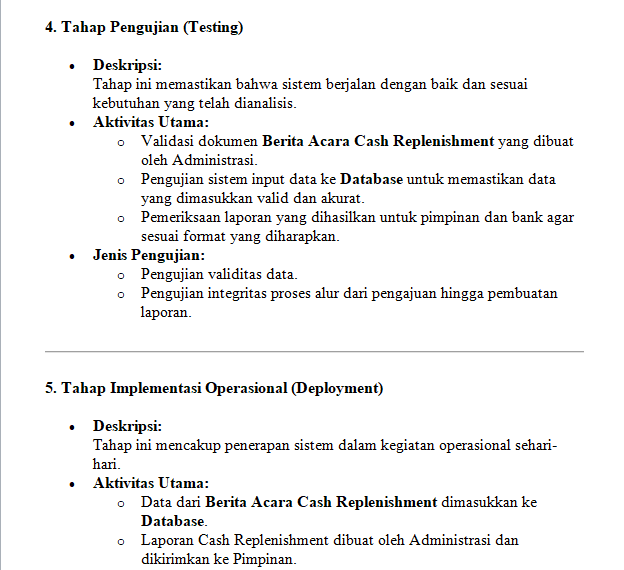 4. Tahap Pengujian (Testing)
• Deskripsi:
Tahap ini memastikan bahwa sistem berjalan dengan baik dan sesuai
kebutuhan yang telah dianalisis.
• Aktivitas Utama:
o Validasi dokumen Berita Acara Cash Replenishment yang dibuat
oleh Administrasi.
o Pengujian sistem input data ke Database untuk memastikan data
yang dimasukkan valid dan akurat.
o Pemeriksaan laporan yang dihasilkan untuk pimpinan dan bank agar
sesuai format yang diharapkan.
• Jenis Pengujian:
o Pengujian validitas data.
o Pengujian integritas proses alur dari pengajuan hingga pembuatan
laporan.
5. Tahap Implementasi Operasional (Deployment)
• Deskripsi:
Tahap ini mencakup penerapan sistem dalam kegiatan operasional sehari-
hari.
• Aktivitas Utama:
o Data dari Berita Acara Cash Replenishment dimasukkan ke
Database.
o Laporan Cash Replenishment dibuat oleh Administrasi dan
dikirimkan ke Pimpinan.